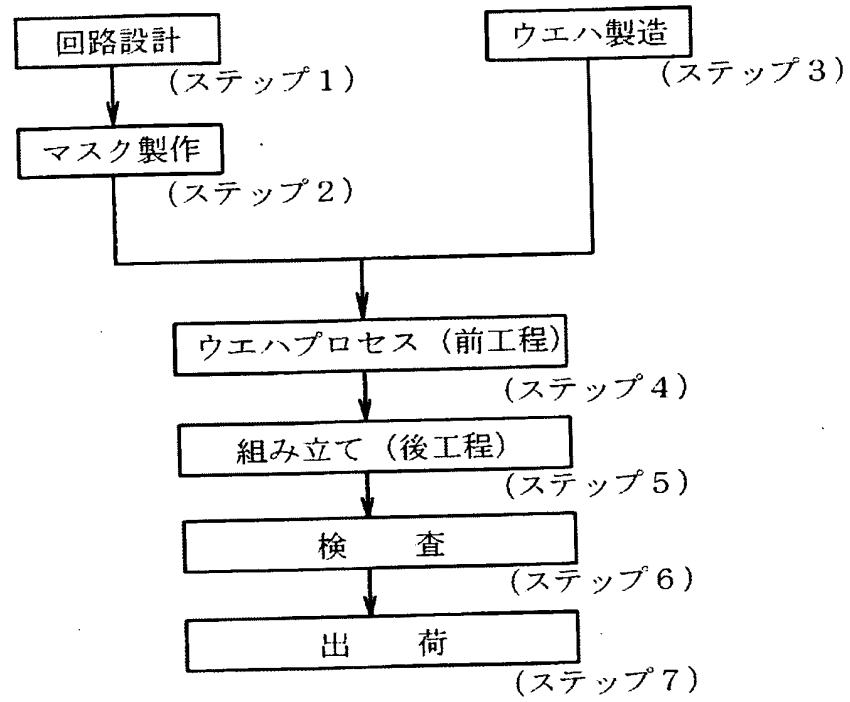 回路設計
(ステップ1)
ウエハ製造
(ステップ3)
マスク製作
(ステップ2)
ウエハプロセス (前工程)
(ステップ4)
組み立て (後工程)
(ステップ5)
検 査
(ステップ6)
出 荷
(ステップ7)